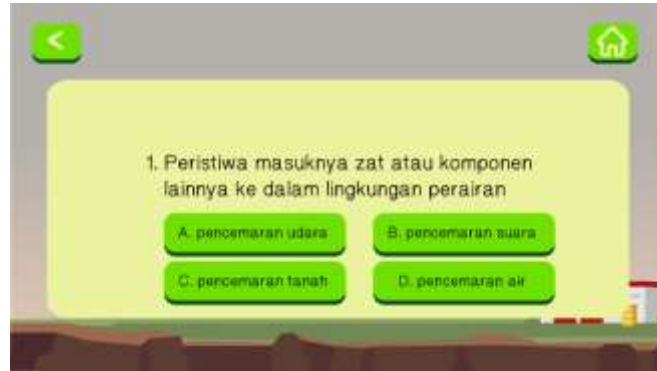 1. Peristiwa masuknya zat atau komponen
lainnya ke dalam lingkungan perairan
A. pencemaran udara
B. pencemaran suara
C. pencemaran tanah
D. pencemaran air